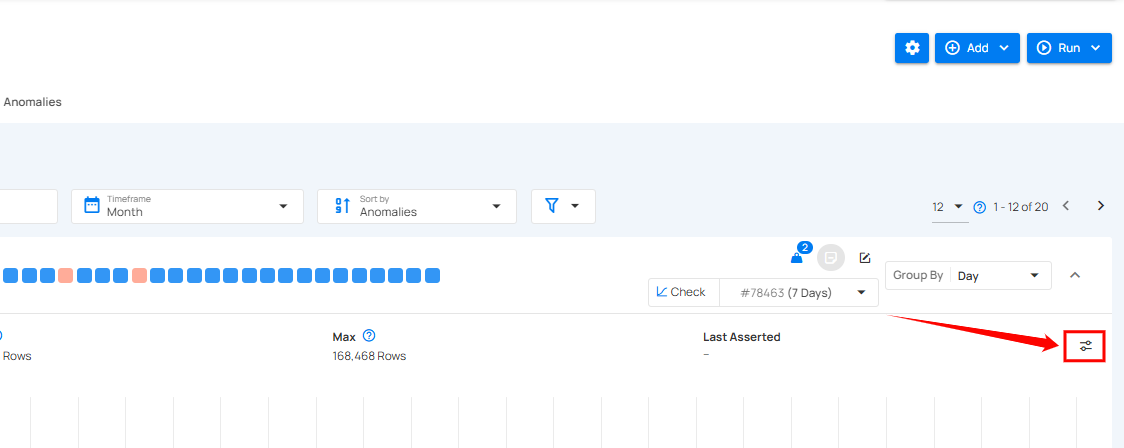 Add
Run
Anomalies
Timeframe
Month
Sort by
Anomalies
12
1 - 12 of 20
2
Check
#78463 (7 Days)
Group By
Day
Max
168,468 Rows
Rows
Last Asserted
–